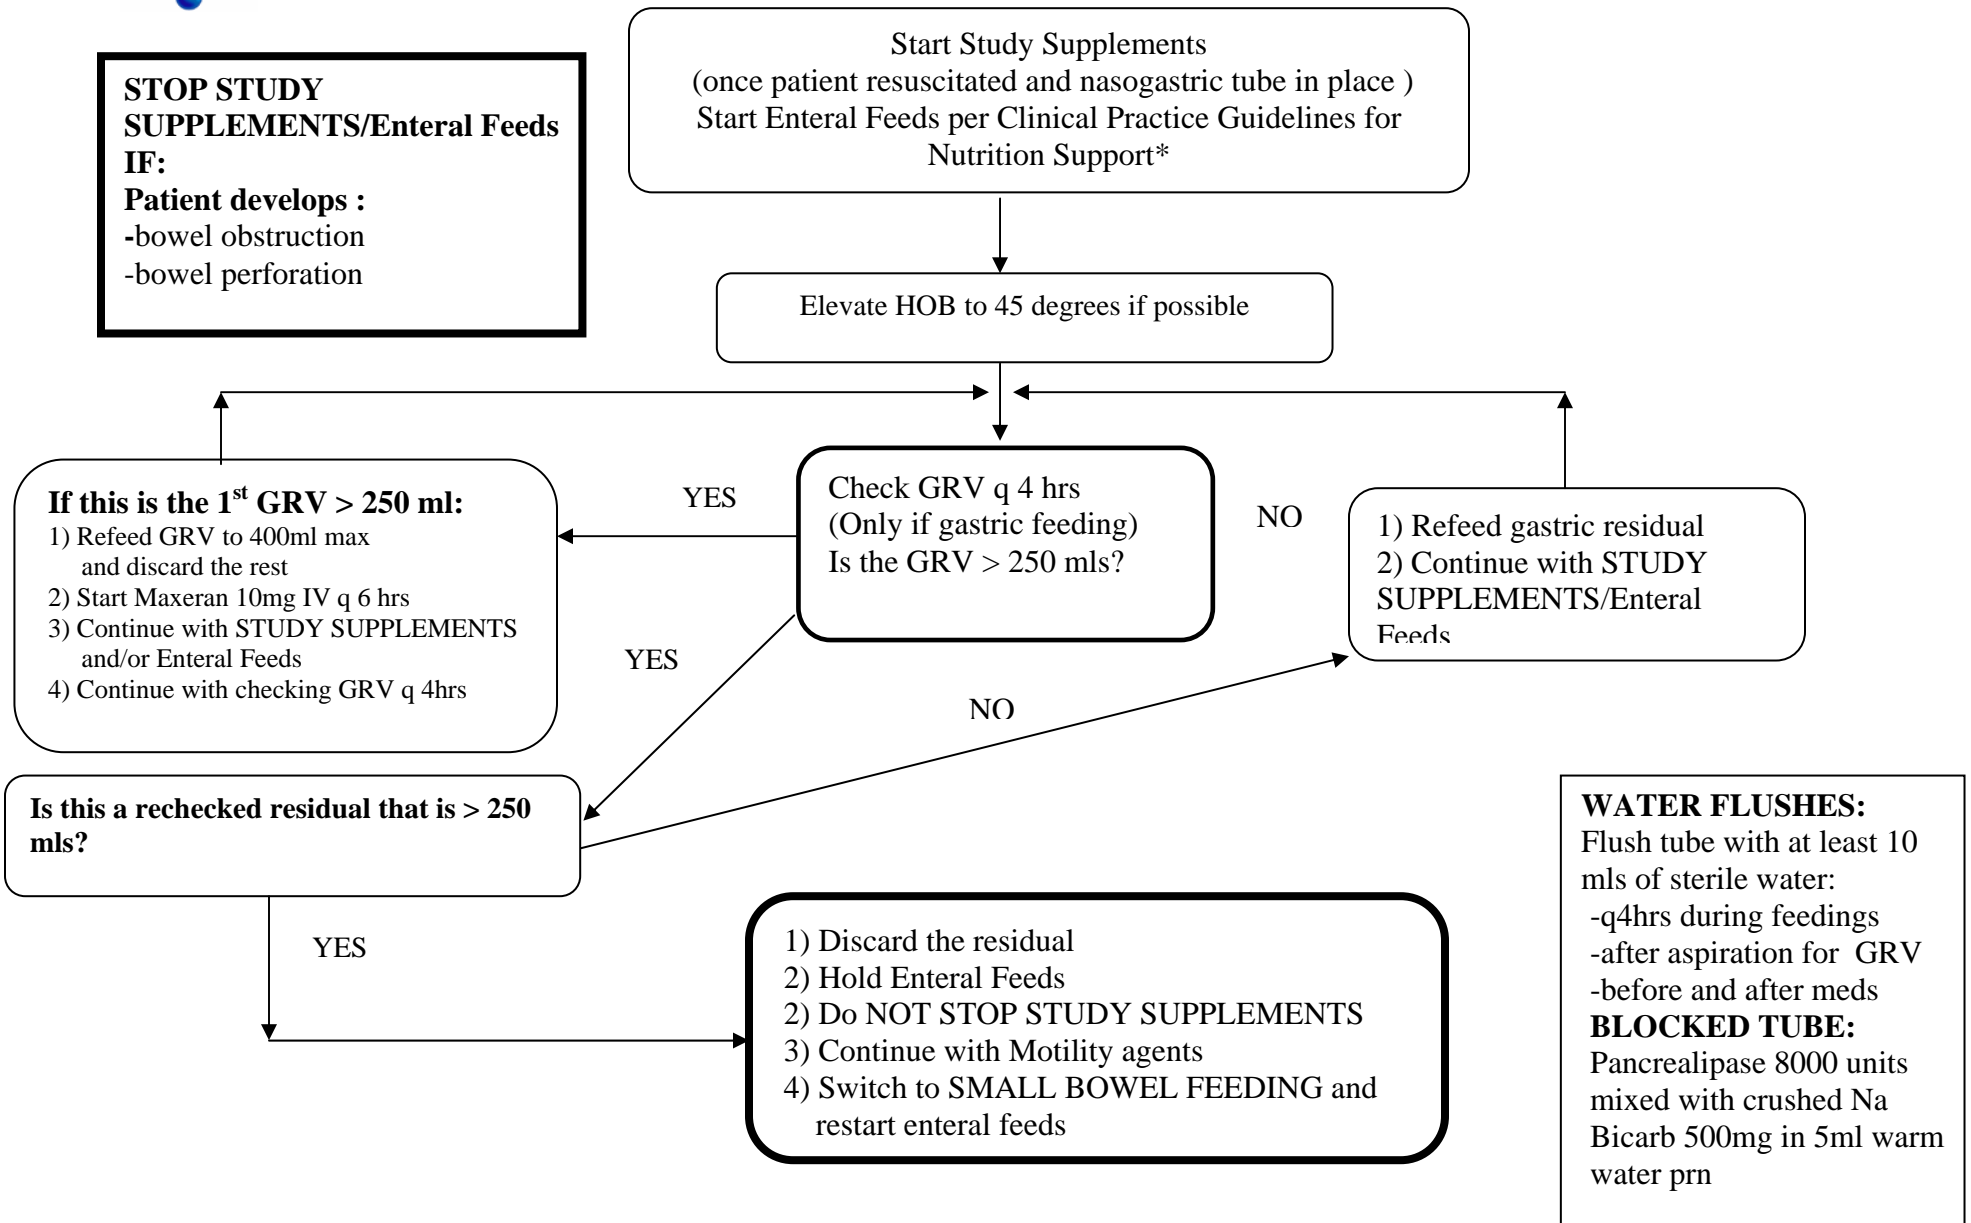 Start Study Supplements
(once patient resuscitated and nasogastric tube in place )
Start Enteral Feeds per Clinical Practice Guidelines for
Nutrition Support*
STOP STUDY
SUPPLEMENTS/Enteral Feeds
IF:
Patient develops :
-bowel obstruction
-bowel perforation
Elevate HOB to 45 degrees if possible
If this is the 1st GRV > 250 ml:
1) Refeed GRV to 400ml max
and discard the rest
2) Start Maxeran 10mg IV q 6 hrs
3) Continue with STUDY SUPPLEMENTS
and/or Enteral Feeds
4) Continue with checking GRV q 4hrs
YES
Check GRV q 4 hrs
(Only if gastric feeding)
Is the GRV > 250 mls?
NO
1) Refeed gastric residual
2) Continue with STUDY
SUPPLEMENTS/Enteral
Feeds
YES
NO
Is this a rechecked residual that is > 250
mls?
YES
1) Discard the residual
2) Hold Enteral Feeds
2) Do NOT STOP STUDY SUPPLEMENTS
3) Continue with Motility agents
4) Switch to SMALL BOWEL FEEDING and
restart enteral feeds
WATER FLUSHES:
Flush tube with at least 10
mls of sterile water:
-q4hrs during feedings
-after aspiration for GRV
-before and after meds
BLOCKED TUBE:
Pancrealipase 8000 units
mixed with crushed Na
Bicarb 500mg in 5ml warm
water prn